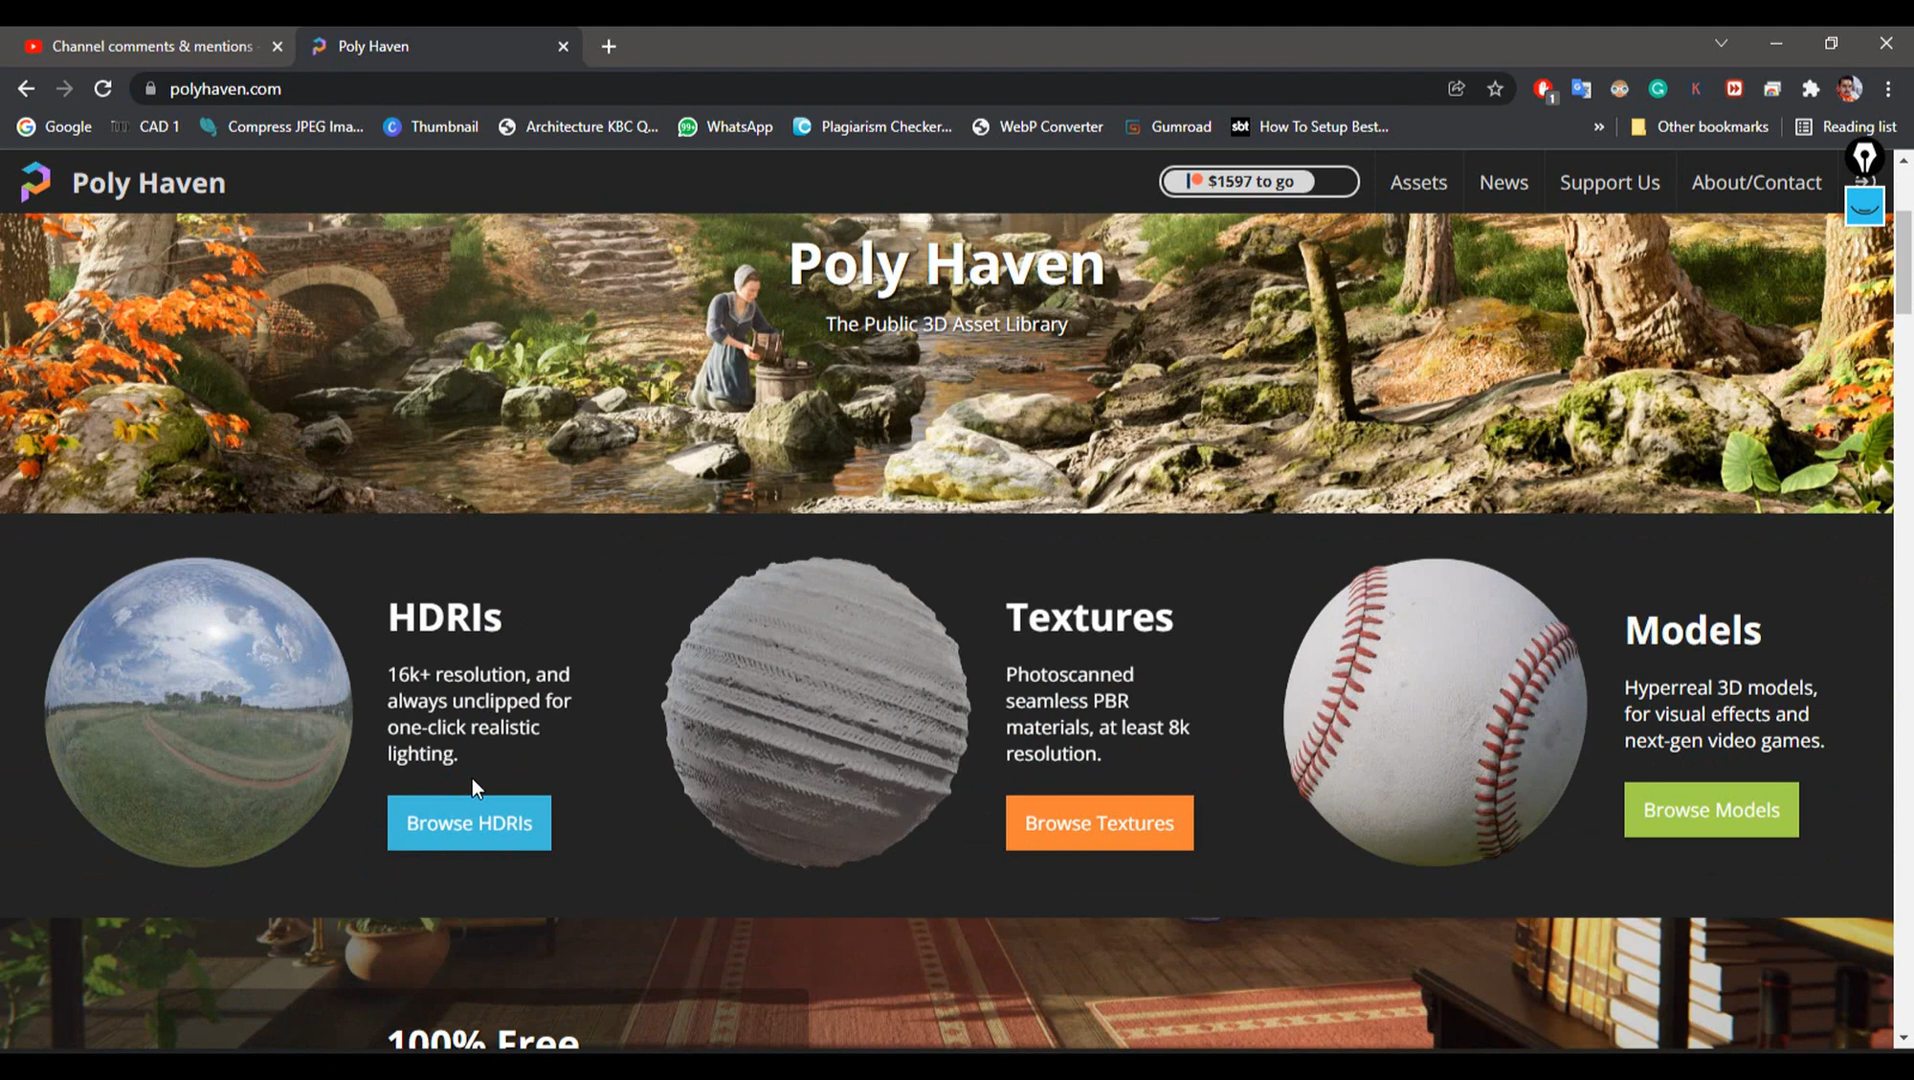 Channel comments & mentions
Poly Haven
polyhaven.com
1
Google
CAD 1
Compress JPEG Ima...
C
Thumbnail
Architecture KBC Q...
99+
WhatsApp
Plagiarism Checker...
WebP Converter
Gumroad
sbt
How To Setup Best...
»
Other bookmarks
Reading list
Poly Haven
$1597 to go
Assets
News
Support Us
About/Contact
Poly Haven
The Public 3D Asset Library
HDRIs
16k+ resolution, and
always unclipped for
one-click realistic
lighting.
Browse HDRIs
Textures
Photoscanned
seamless PBR
materials, at least 8k
resolution.
Browse Textures
Models
Hyperreal 3D models,
for visual effects and
next-gen video games.
Browse Models
100% Free